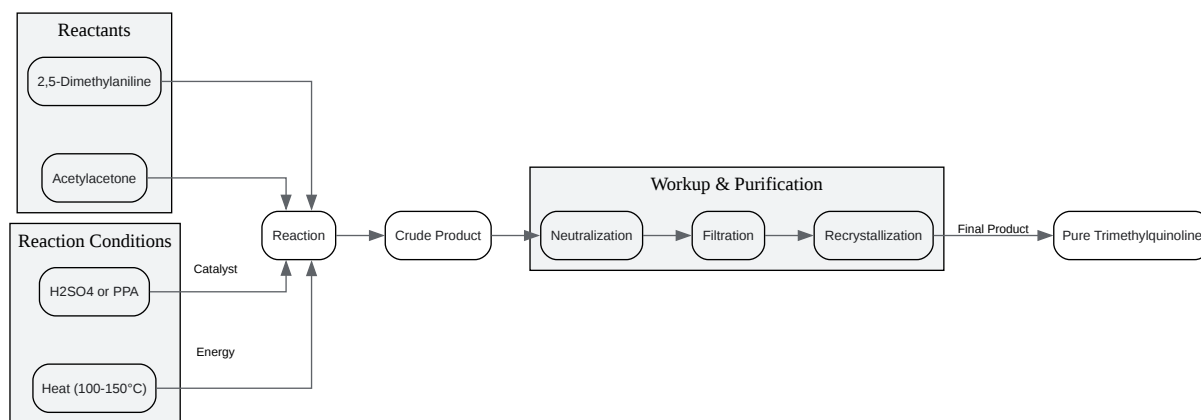 Reactants
2,5-Dimethylaniline
Acetylacetone
Reaction Conditions
H2SO4 or PPA
Heat (100-150°C)
Catalyst
Energy
Reaction
Crude Product
Workup & Purification
Neutralization
Filtration
Recrystallization
Final Product
Pure Trimethylquinoline